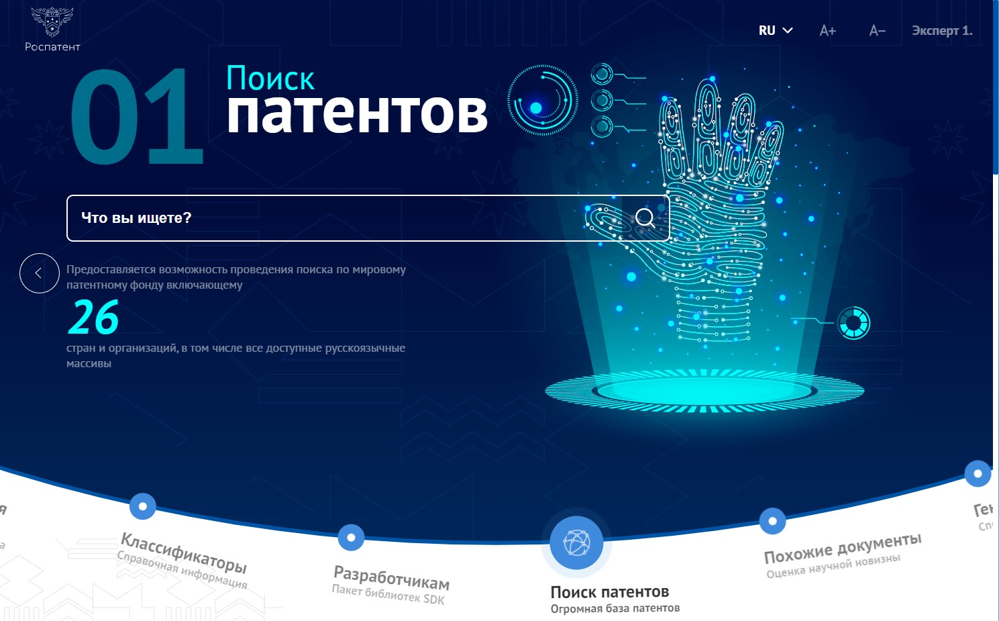 Роспатент
RU
A+
A−
Эксперт 1.
01
Поиск
патентов
Что вы ищете?
Предоставляется возможность проведения поиска по мировому
патентному фонду включающему
26
стран и организаций, в том числе все доступные русскоязычные
массивы
я
а
Классификаторы
Справочная информация
Разработчикам
Пакет библиотек SDK
Поиск патентов
Огромная база патентов
Похожие документы
Оценка научной новизны